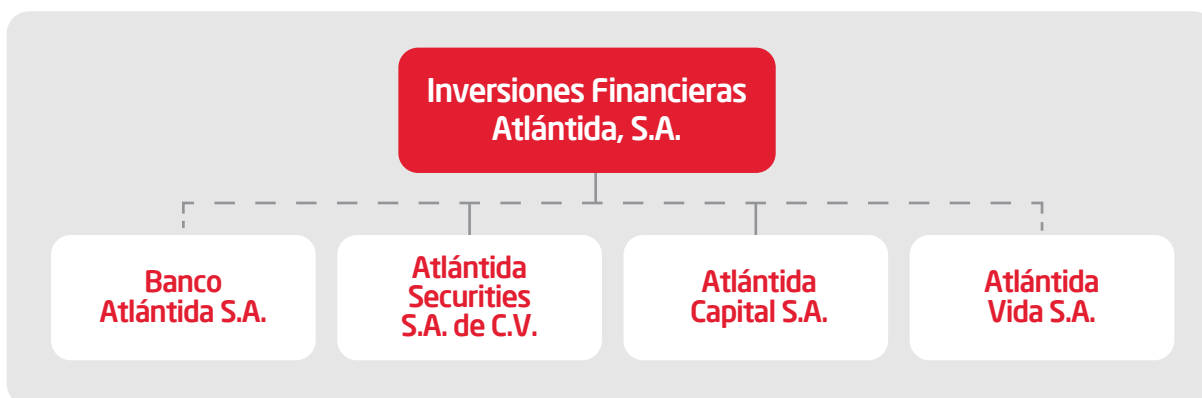 Inversiones Financieras
Atlántida, S.A.
Banco
Atlántida S.A.
Atlántida
Securities
S.A. de C.V.
Atlántida
Capital S.A.
Atlántida
Vida S.A.